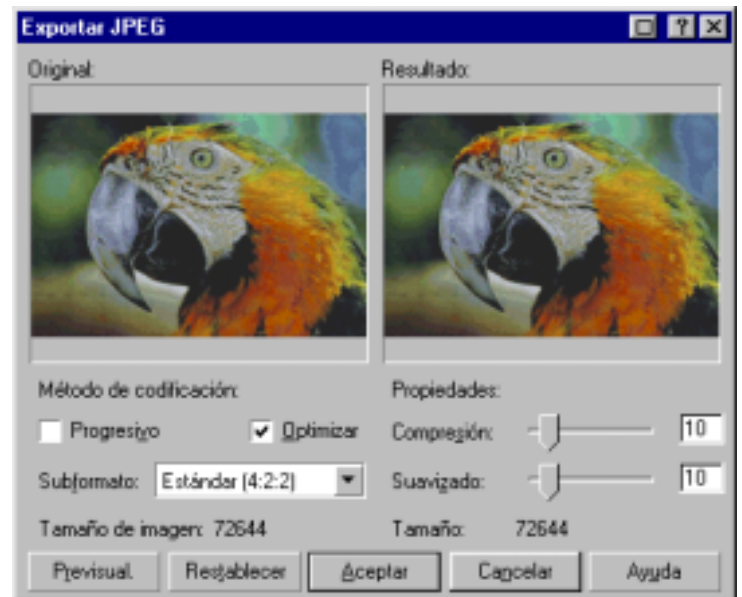 Exportar JPEG
Original: Resultado:
Método de codificación: Propiedades:
Progresivo Optimizar Compresión: 10
Subformato: Estándar (4:2:2) Suavizado: 10
Tamaño de imagen: 72644 Tamaño: 72644
Previsual. Restablecer Aceptar Cancelar Ayuda